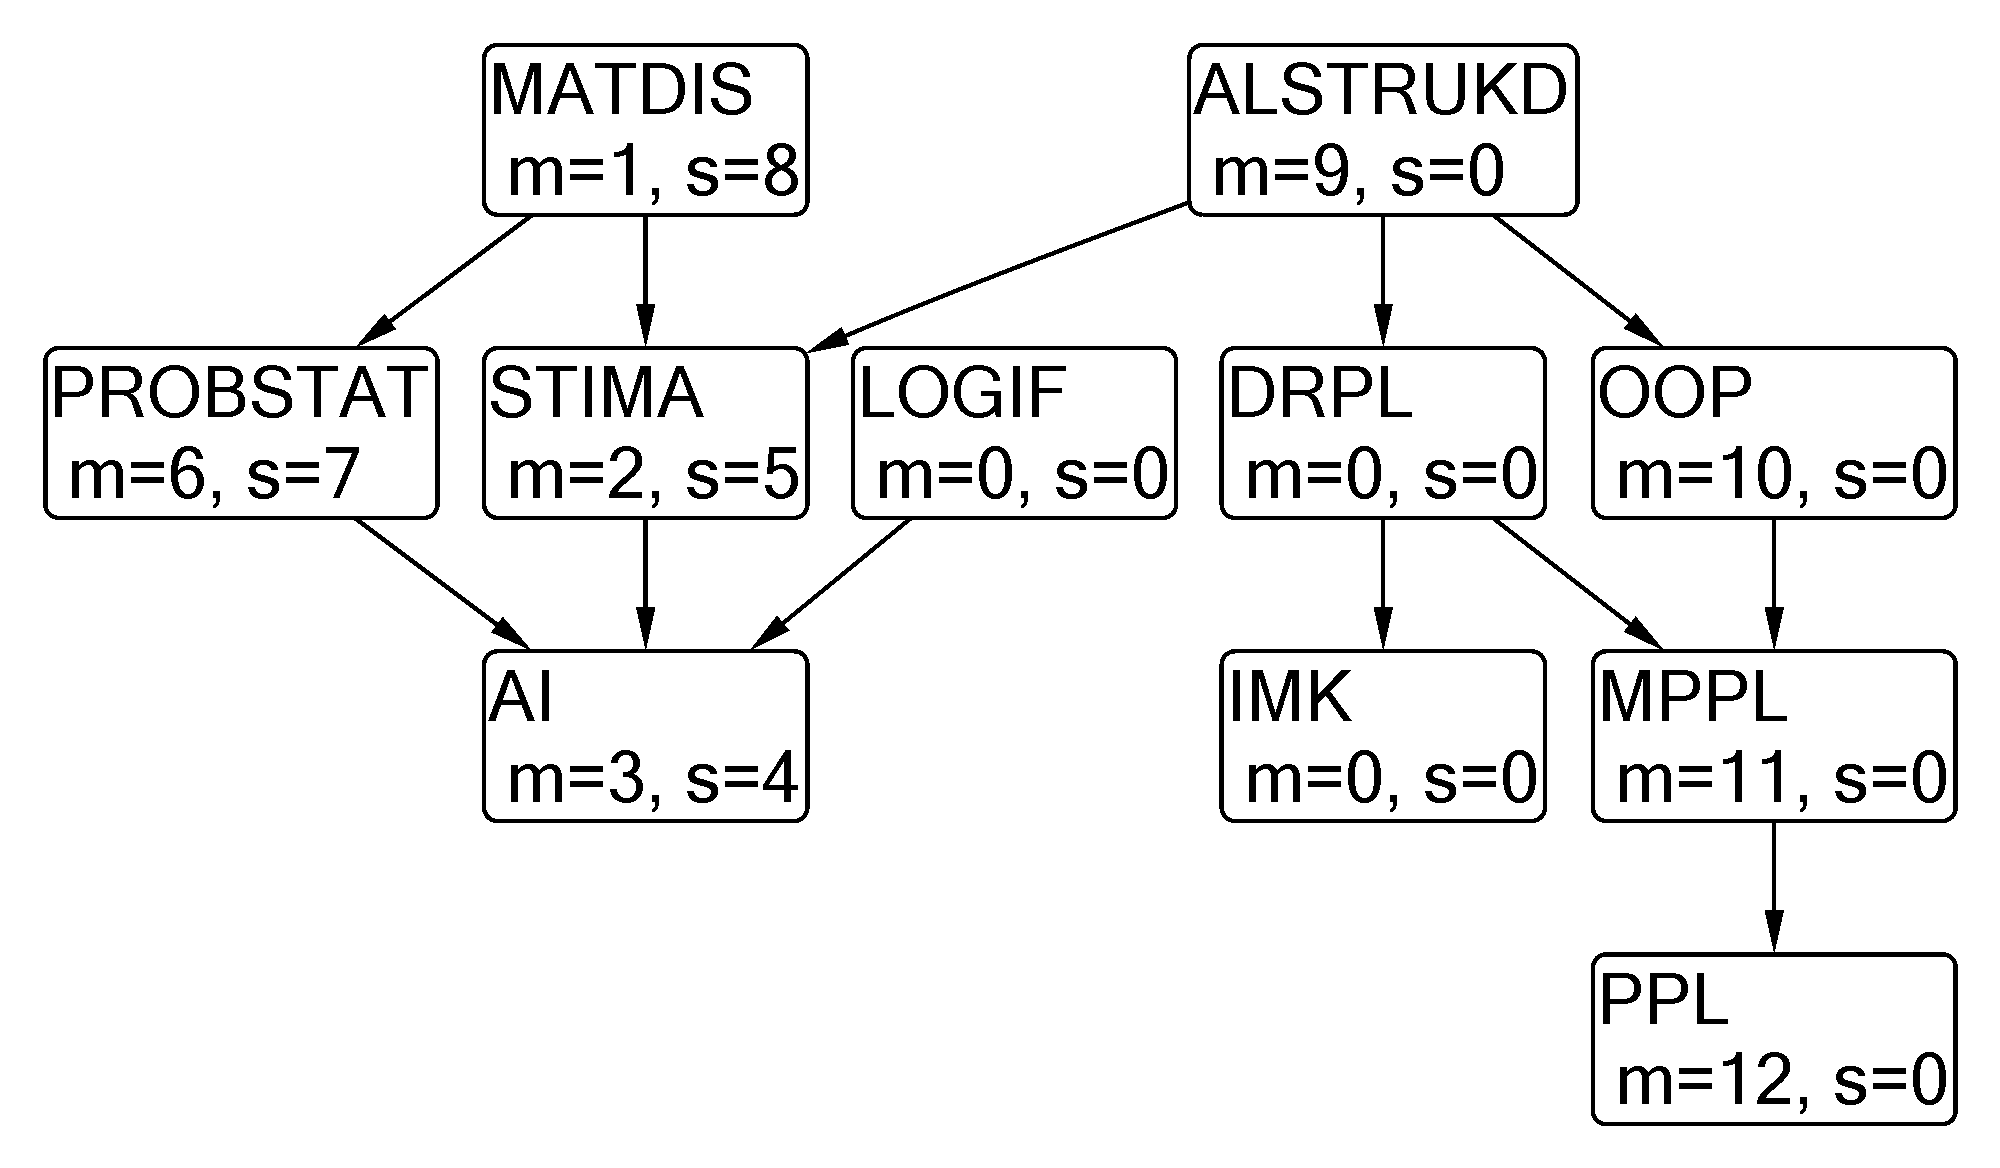 MATDIS
m=1, s=8
ALSTRUKD
m=9, s=0
PROBSTAT
m=6, s=7
STIMA
m=2, s=5
LOGIF
m=0, s=0
DRPL
m=0, s=0
OOP
m=10, s=0
AI
m=3, s=4
IMK
m=0, s=0
MPPL
m=11, s=0
PPL
m=12, s=0